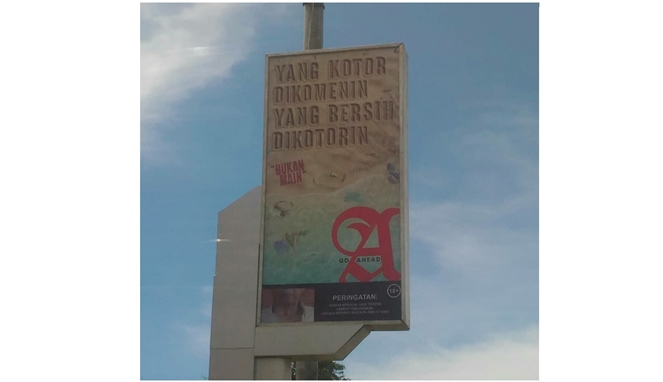 YANG KOTOR
DIKOMENIN
YANG BERSIH
DIKOTORIN
BUKAN
MAIN
A
GO AHEAD
PERINGATAN:
18+